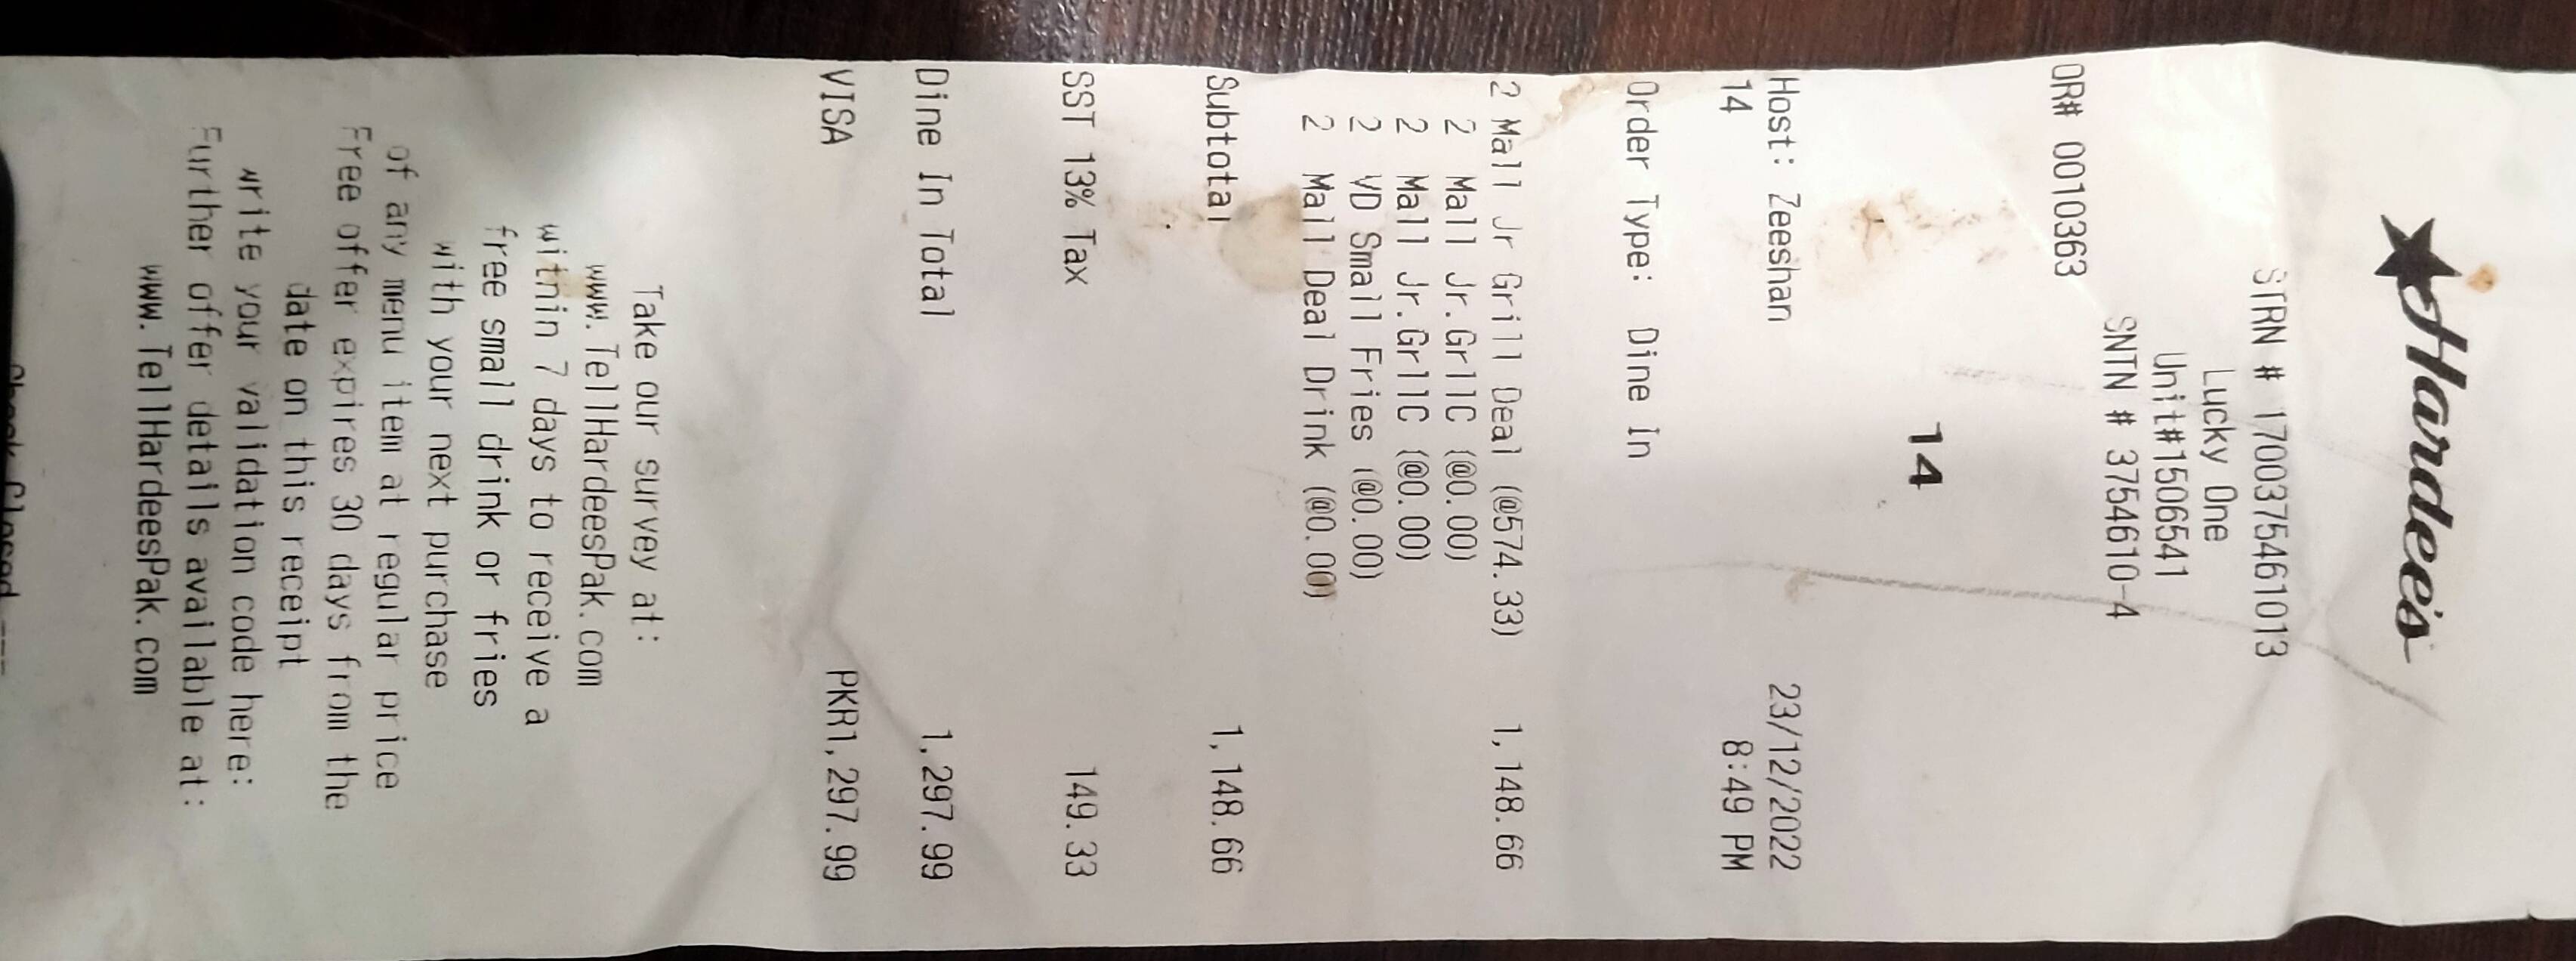 Hardee's
STRN # 1700375461013
Lucky One
Unit#1506541
SNTN # 3754610-4
OR# 0010363
14
Host: Zeeshan 23/12/2022
14 8:49 PM
Order Type: Dine In
2 Mall Jr Grill Deal (@574.33) 1,148.66
2 Mall Jr.GrllC (@0.00)
2 Mall Jr.GrllC (@0.00)
2 VD Small Fries (@0.00)
2 Mall Deal Drink (@0.00)
Subtotal 1,148.66
SST 13% Tax 149.33
Dine In Total 1,297.99
VISA PKR1,297.99
Take our survey at:
www.TellHardeesPak.com
within 7 days to receive a
free small drink or fries
with your next purchase
of any menu item at regular price
Free offer expires 30 days from the
date on this receipt
write your validation code here:
Further offer details available at:
www.TellHardeesPak.com